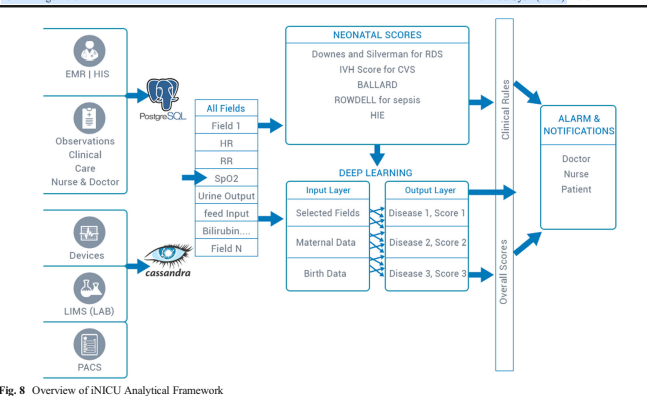 EMR | HIS
Observations
Clinical
Care
Nurse & Doctor
Devices
LIMS (LAB)
PACS
PostgreSQL
cassandra
All Fields
Field 1
HR
RR
SpO2
Urine Output
feed Input
Bilirubin....
Field N
NEONATAL SCORES
Downes and Silverman for RDS
IVH Score for CVS
BALLARD
ROWDELL for sepsis
HIE
DEEP LEARNING
Input Layer
Selected Fields
Maternal Data
Birth Data
Output Layer
Disease 1, Score 1
Disease 2, Score 2
Disease 3, Score 3
Clinical Rules
Overall Scores
ALARM &
NOTIFICATIONS
Doctor
Nurse
Patient
Fig. 8 Overview of iNICU Analytical Framework